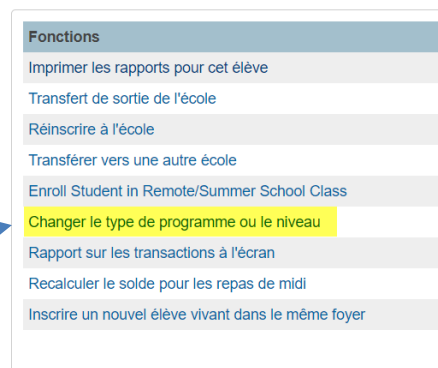 Fonctions
Imprimer les rapports pour cet élève
Transfert de sortie de l'école
Réinscrire à l'école
Transférer vers une autre école
Enroll Student in Remote/Summer School Class
Changer le type de programme ou le niveau
Rapport sur les transactions à l'écran
Recalculer le solde pour les repas de midi
Inscrire un nouvel élève vivant dans le même foyer